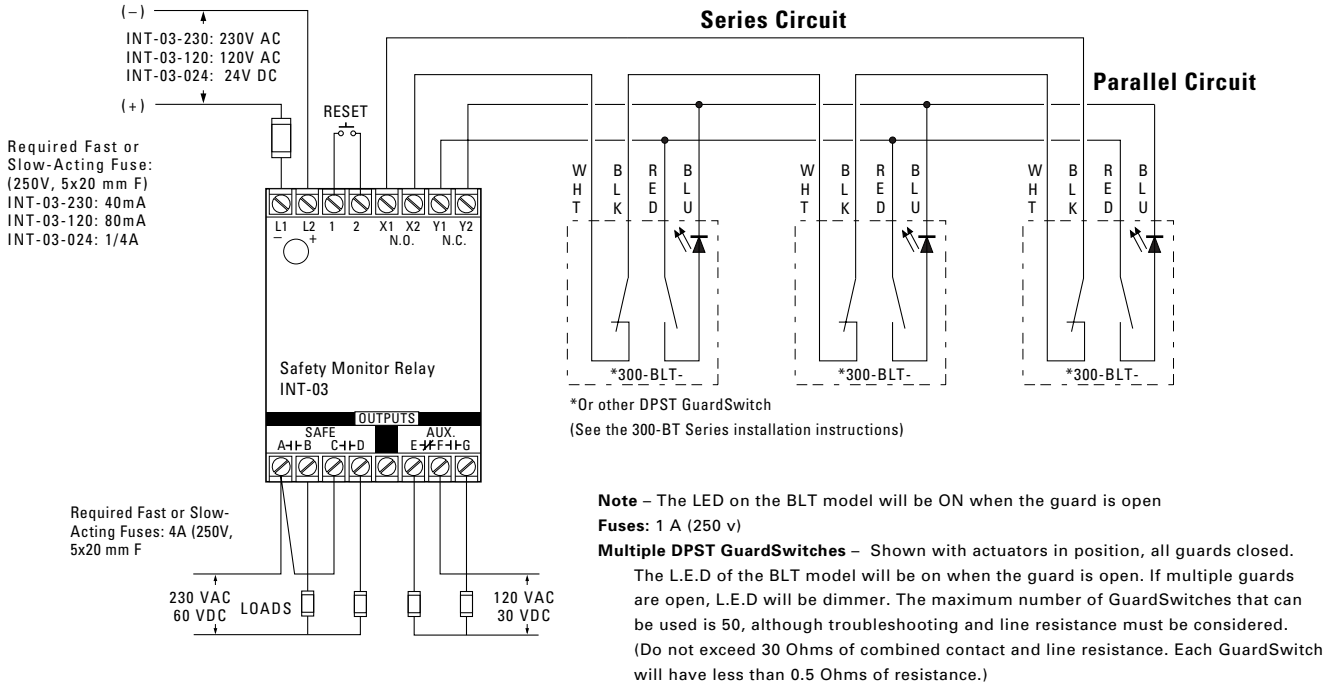 Series Circuit
Parallel Circuit
(–)
INT-03-230: 230V AC
INT-03-120: 120V AC
INT-03-024: 24V DC
(+)
RESET
Required Fast or
Slow-Acting Fuse:
(250V, 5x20 mm F)
INT-03-230: 40mA
INT-03-120: 80mA
INT-03-024: 1/4A
WHT BLK RED BLU
WHT BLK RED BLU
WHT BLK RED BLU
L1 L2 1 2 X1 X2 Y1 Y2
– + N.O. N.C.
Safety Monitor Relay
INT-03
OUTPUTS
SAFE AUX.
A B C D E F G
*300-BLT-
*300-BLT-
*300-BLT-
*Or other DPST GuardSwitch
(See the 300-BT Series installation instructions)
Required Fast or Slow-
Acting Fuses: 4A (250V,
5x20 mm F
230 VAC
60 VDC
LOADS
120 VAC
30 VDC
Note – The LED on the BLT model will be ON when the guard is open
Fuses: 1 A (250 v)
Multiple DPST GuardSwitches – Shown with actuators in position, all guards closed.
The L.E.D of the BLT model will be on when the guard is open. If multiple guards
are open, L.E.D will be dimmer. The maximum number of GuardSwitches that can
be used is 50, although troubleshooting and line resistance must be considered.
(Do not exceed 30 Ohms of combined contact and line resistance. Each GuardSwitch
will have less than 0.5 Ohms of resistance.)